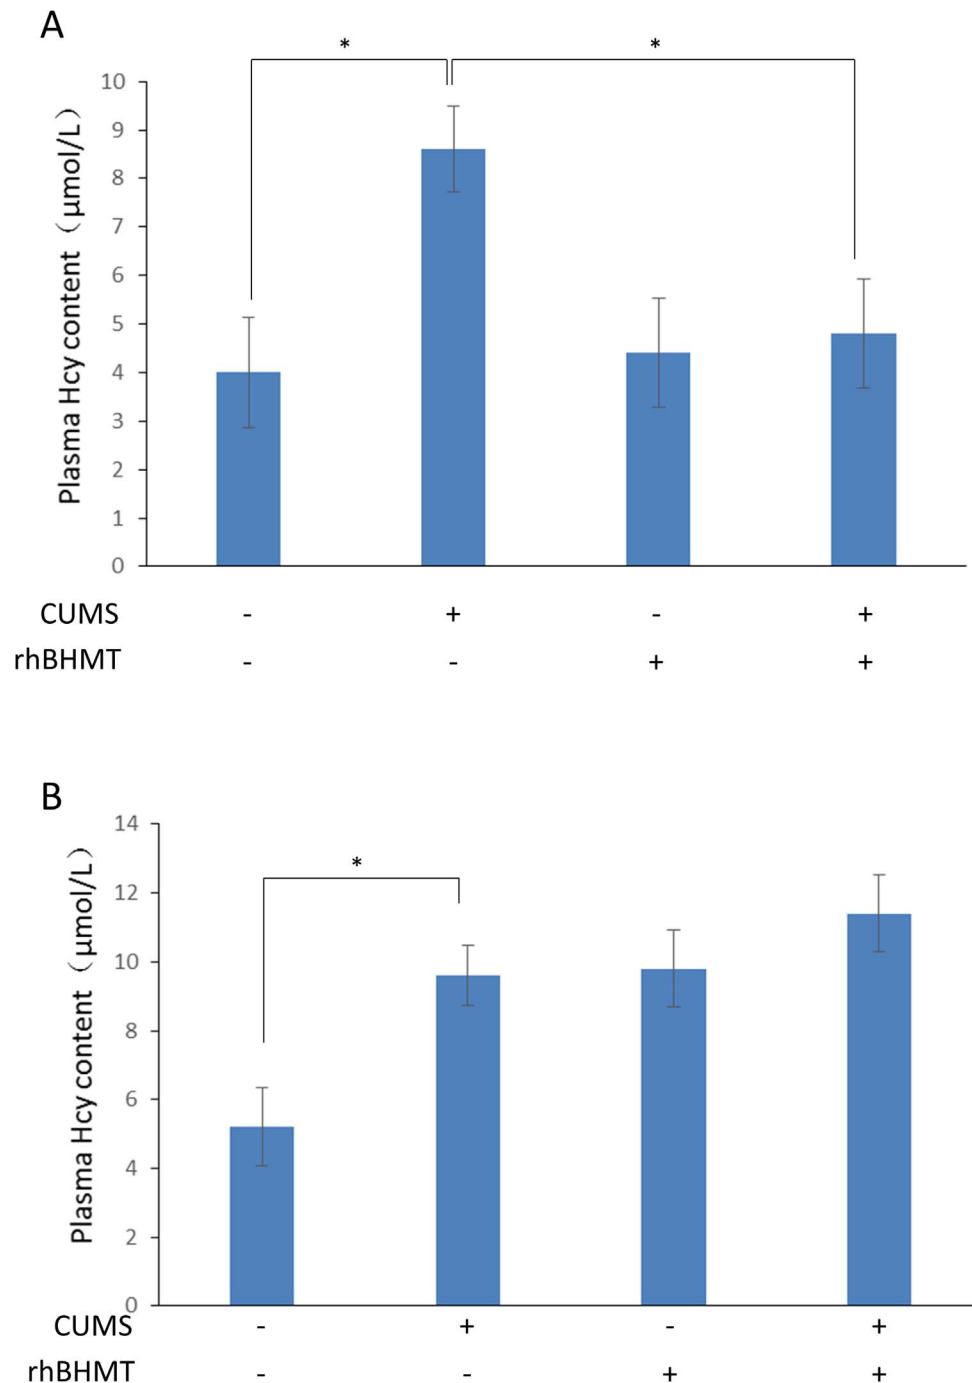 A
* *
Plasma Hcy content（μmol/L）
10
9
8
7
6
5
4
3
2
1
0
CUMS - + - +
rhBHMT - - + +
B
*
Plasma Hcy content（μmol/L）
14
12
10
8
6
4
2
0
CUMS - + - +
rhBHMT - - + +